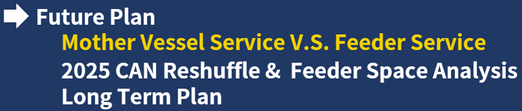 Future Plan
Mother Vessel Service V.S. Feeder Service
2025 CAN Reshuffle & Feeder Space Analysis
Long Term Plan